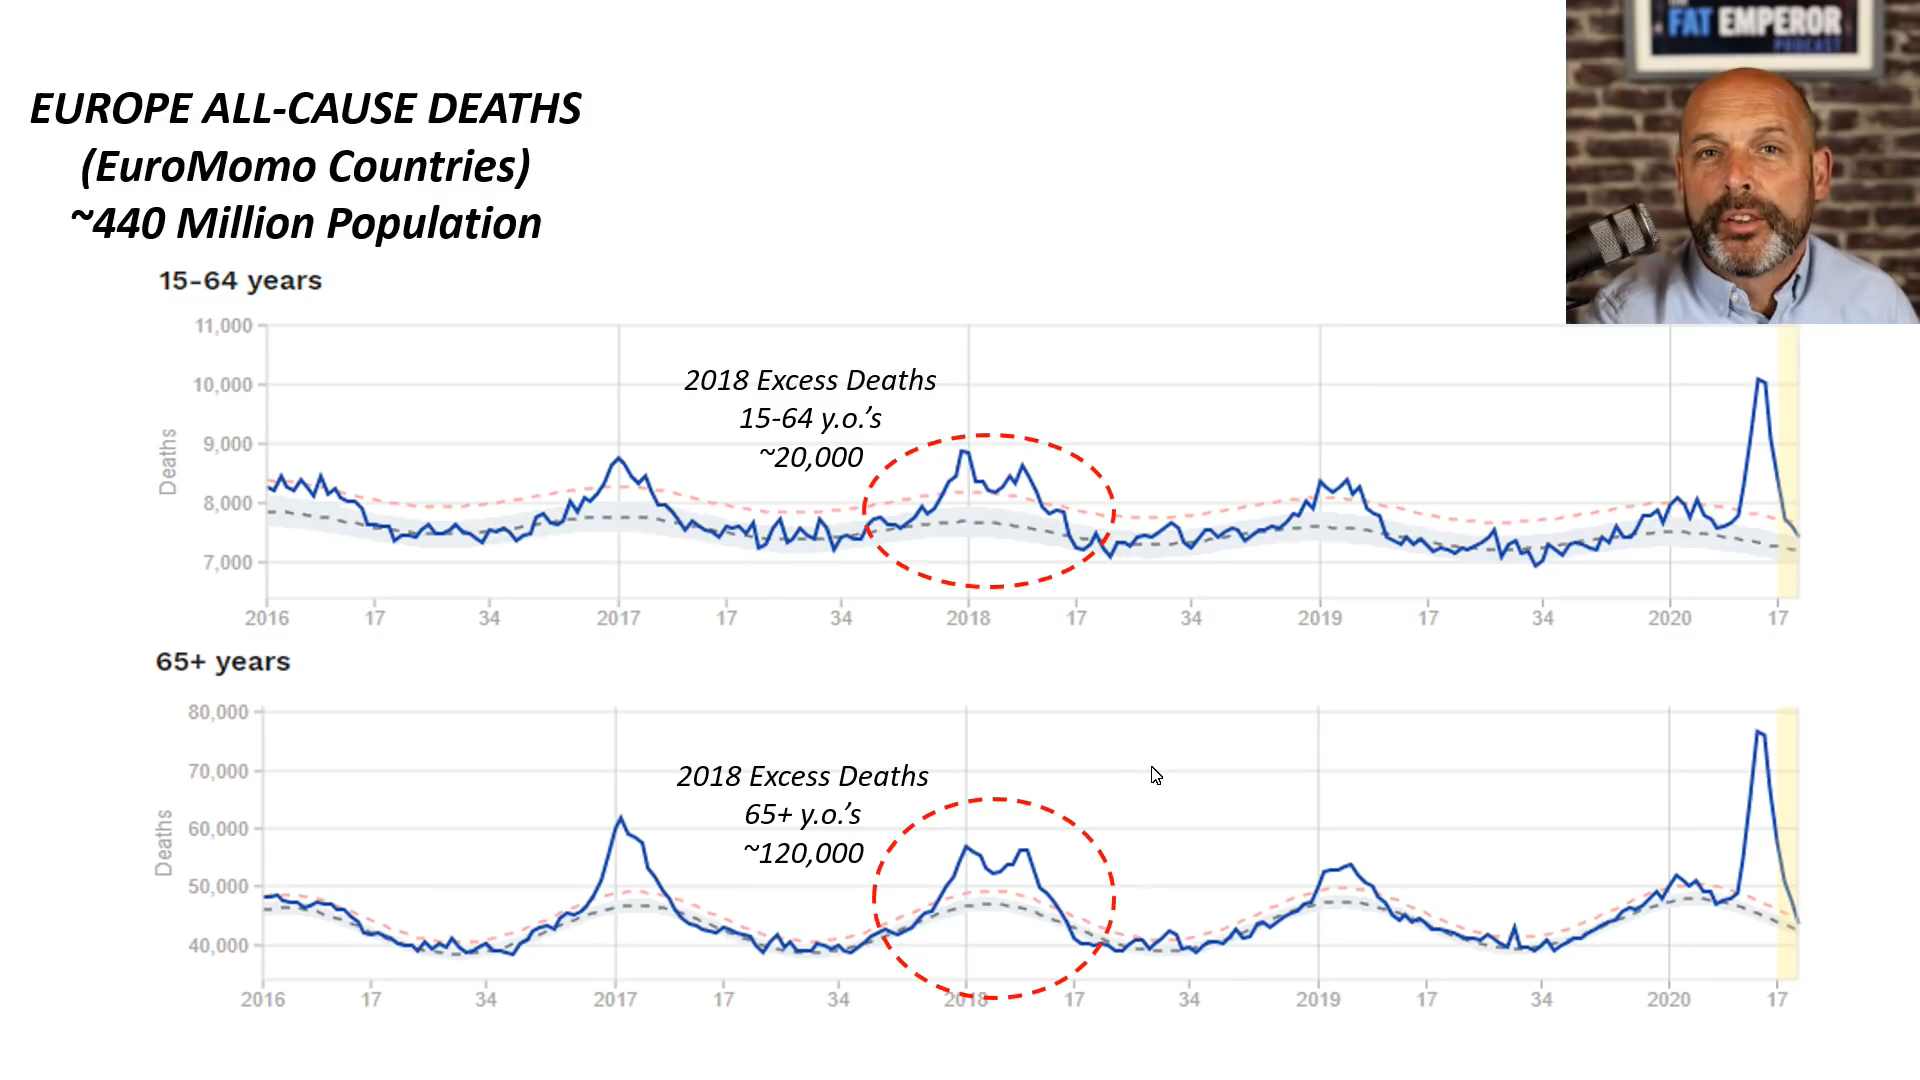 FAT EMPEROR
PODCAST
EUROPE ALL-CAUSE DEATHS
(EuroMomo Countries)
~440 Million Population
15-64 years
11,000
10,000
9,000
8,000
7,000
Deaths
2018 Excess Deaths
15-64 y.o.'s
~20,000
2016 17 34 2017 17 34 2018 17 34 2019 17 34 2020 17
65+ years
80,000
70,000
60,000
50,000
40,000
Deaths
2018 Excess Deaths
65+ y.o.'s
~120,000
2016 17 34 2017 17 34 2018 17 34 2019 17 34 2020 17